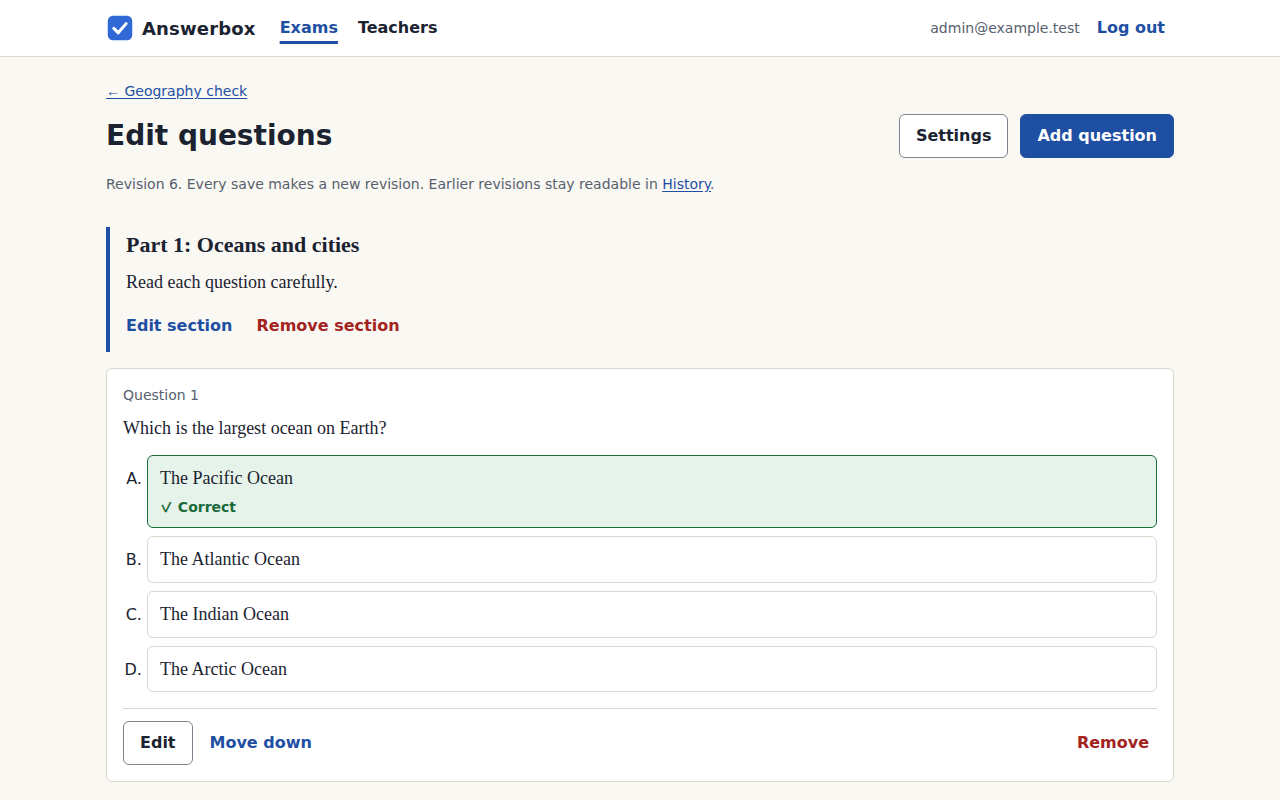 Answerbox Exams Teachers admin@example.test Log out
← Geography check
Edit questions Settings Add question
Revision 6. Every save makes a new revision. Earlier revisions stay readable in History.
Part 1: Oceans and cities
Read each question carefully.
Edit section Remove section
Question 1
Which is the largest ocean on Earth?
A. The Pacific Ocean
✓ Correct
B. The Atlantic Ocean
C. The Indian Ocean
D. The Arctic Ocean
Edit Move down Remove